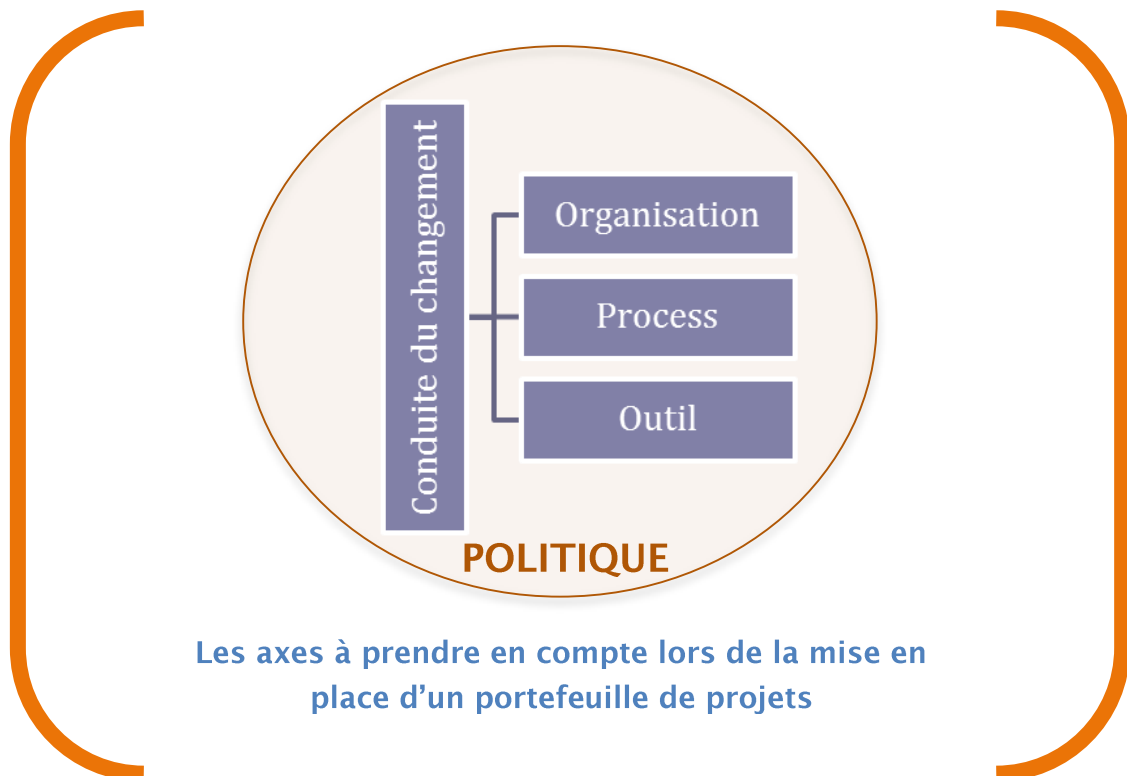 Conduite du changement
Organisation
Process
Outil
POLITIQUE
Les axes à prendre en compte lors de la mise en
place d’un portefeuille de projets